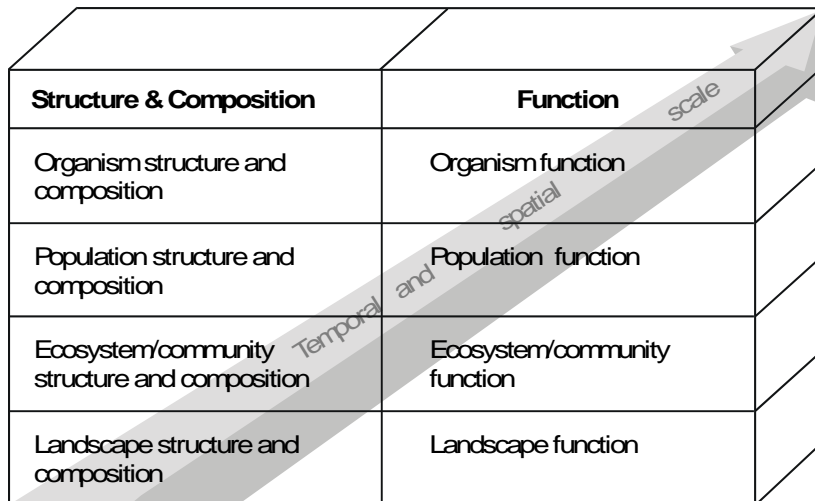 Structure & Composition
Function
Organism structure and
composition
Organism function
Population structure and
composition
Population function
Ecosystem/community
structure and composition
Ecosystem/community
function
Landscape structure and
composition
Landscape function
Temporal and spatial scale